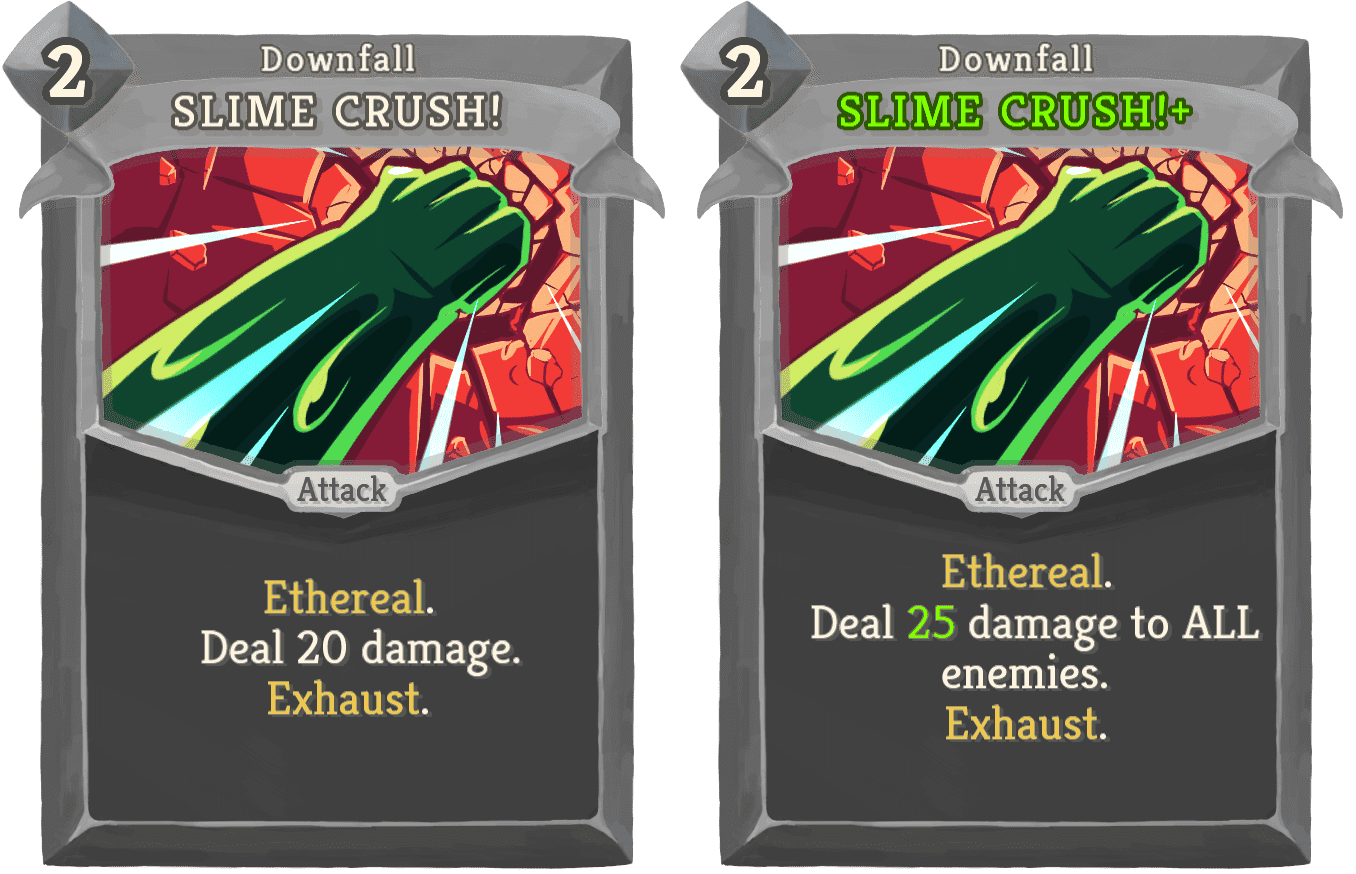 2
Downfall
SLIME CRUSH!
Attack
Ethereal.
Deal 20 damage.
Exhaust.
2
Downfall
SLIME CRUSH!+
Attack
Ethereal.
Deal 25 damage to ALL
enemies.
Exhaust.